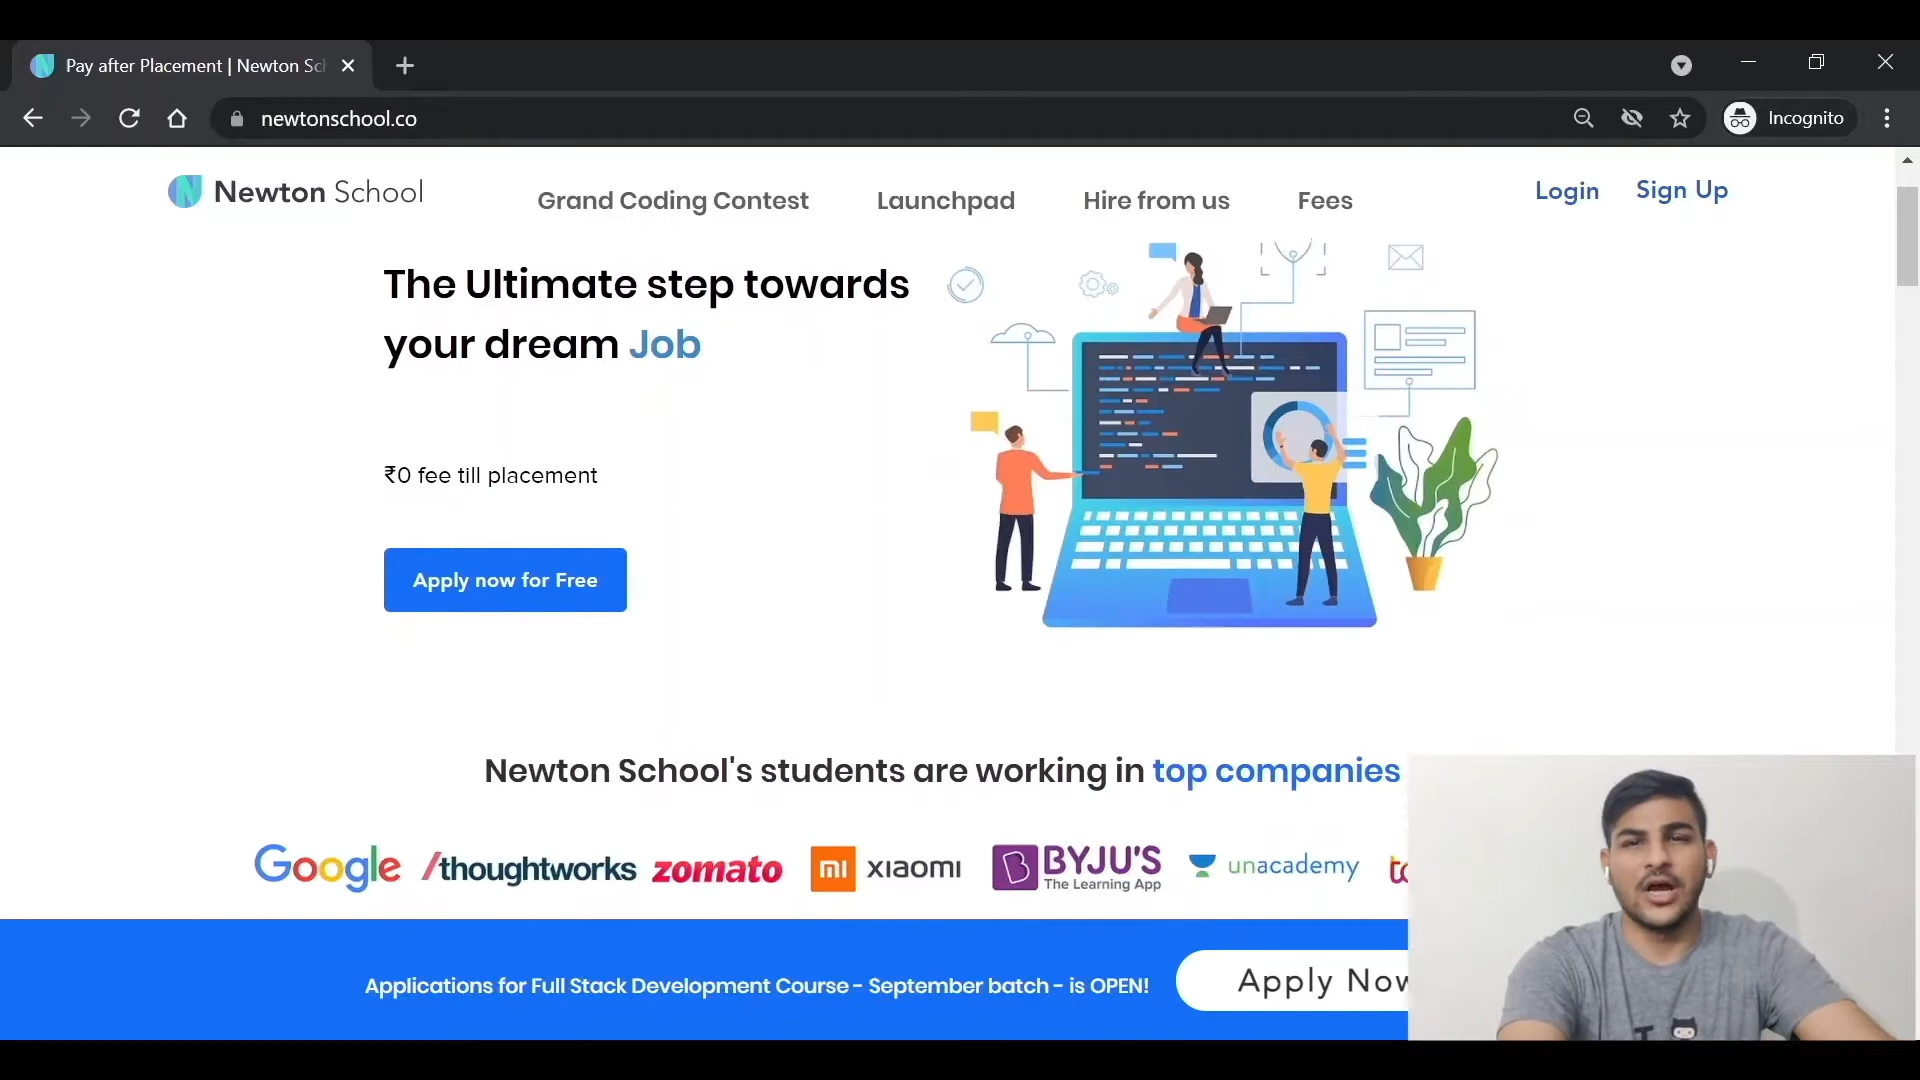 Pay after Placement | Newton Sc
newtonschool.co
Incognito
Newton School
Grand Coding Contest
Launchpad
Hire from us
Fees
Login
Sign Up
The Ultimate step towards
your dream Job
₹0 fee till placement
Apply now for Free
Newton School's students are working in top companies
Google
/thoughtworks
zomato
mi xiaomi
BYJU'S
The Learning App
unacademy
Applications for Full Stack Development Course - September batch - is OPEN!
Apply Now